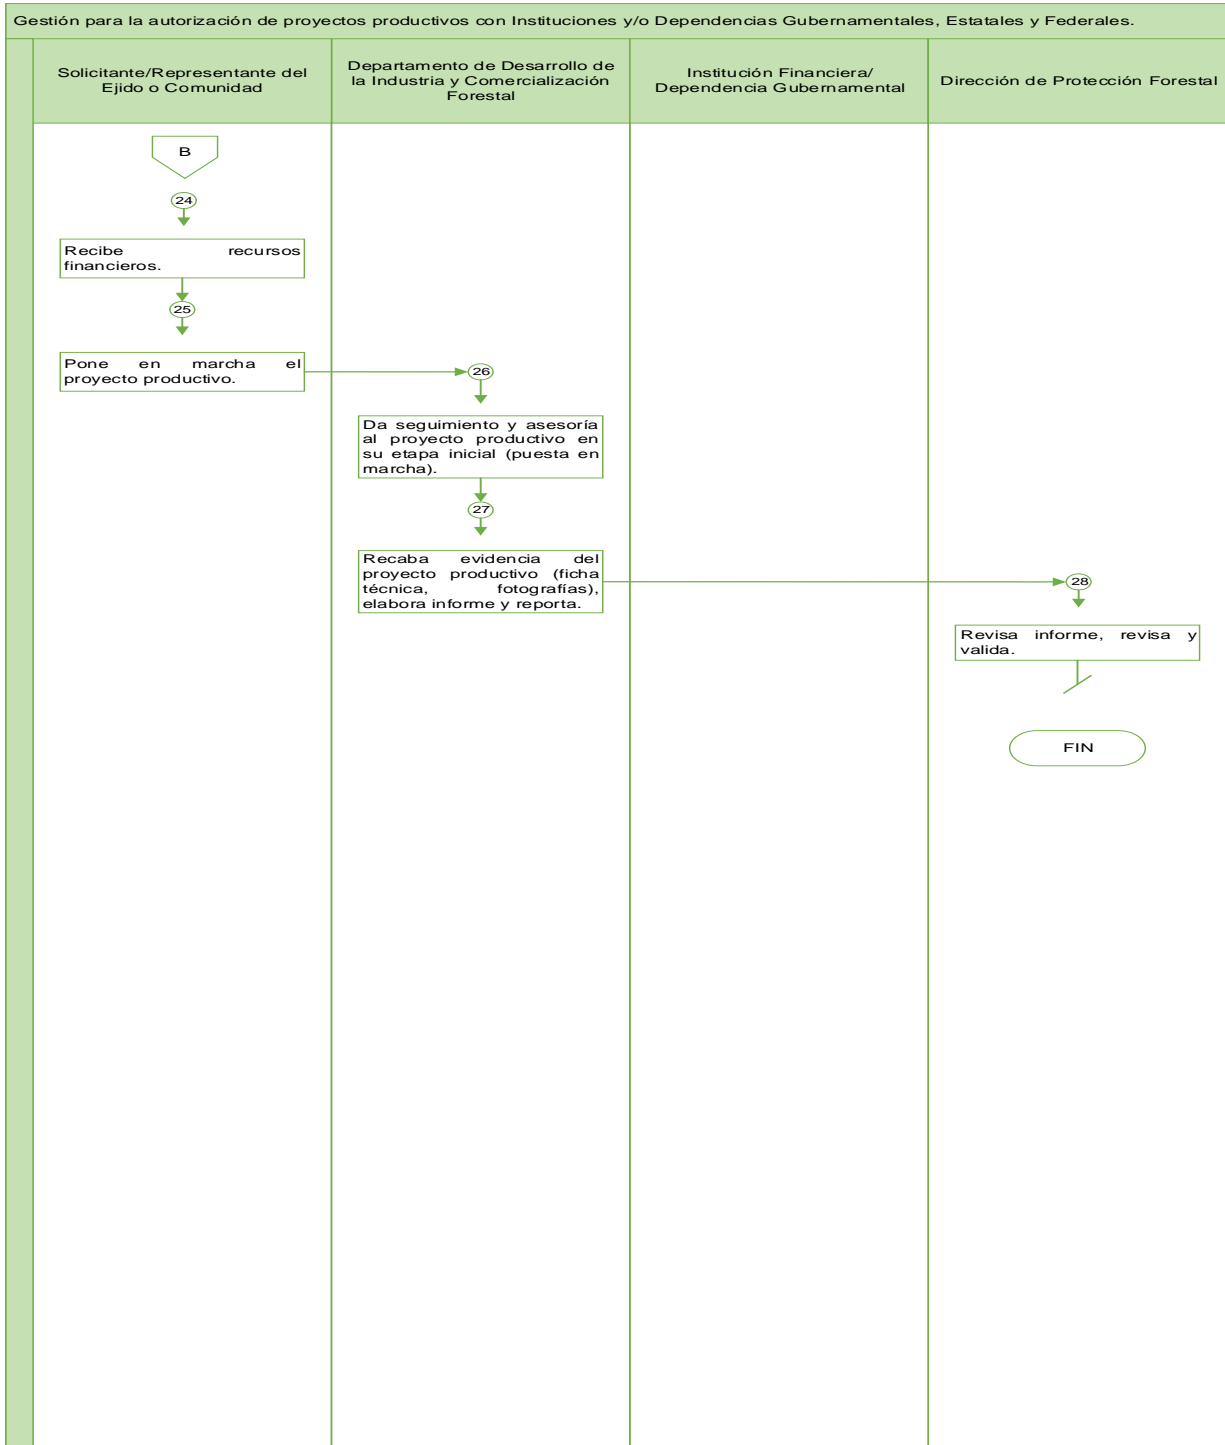 Gestión para la autorización de proyectos productivos con Instituciones y/o Dependencias Gubernamentales, Estatales y Federales.
Solicitante/Representante del
Ejido o Comunidad
Departamento de Desarrollo de
la Industria y Comercialización
Forestal
Institución Financiera/
Dependencia Gubernamental
Dirección de Protección Forestal
B
24
Recibe recursos
financieros.
25
Pone en marcha el
proyecto productivo.
26
Da seguimiento y asesoría
al proyecto productivo en
su etapa inicial (puesta en
marcha).
27
Recaba evidencia del
proyecto productivo (ficha
técnica, fotografías),
elabora informe y reporta.
28
Revisa informe, revisa y
valida.
FIN